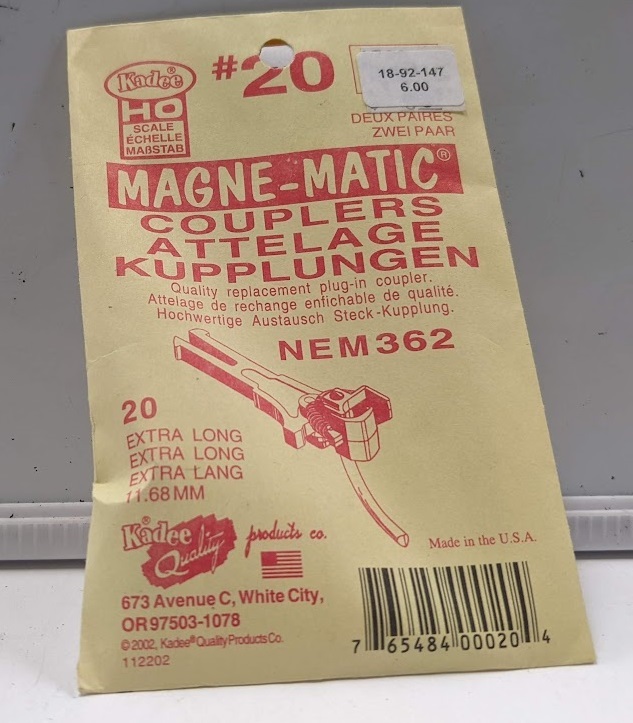 Kadee®
HO
SCALE
ÉCHELLE
MAßSTAB
#20
18-92-147
6.00
DEUX PAIRES
ZWEI PAAR
MAGNE-MATIC®
COUPLERS
ATTELAGE
KUPPLUNGEN
Quality replacement plug-in coupler.
Attelage de rechange enfichable de qualité.
Hochwertige Austausch Steck-Kupplung.
NEM362
20
EXTRA LONG
EXTRA LONG
EXTRA LANG
11.68 MM
Kadee
Quality
products co.
Made in the U.S.A.
673 Avenue C, White City,
OR 97503-1078
©2002, Kadee® Quality Products Co.
112202
7 65484 00020 4